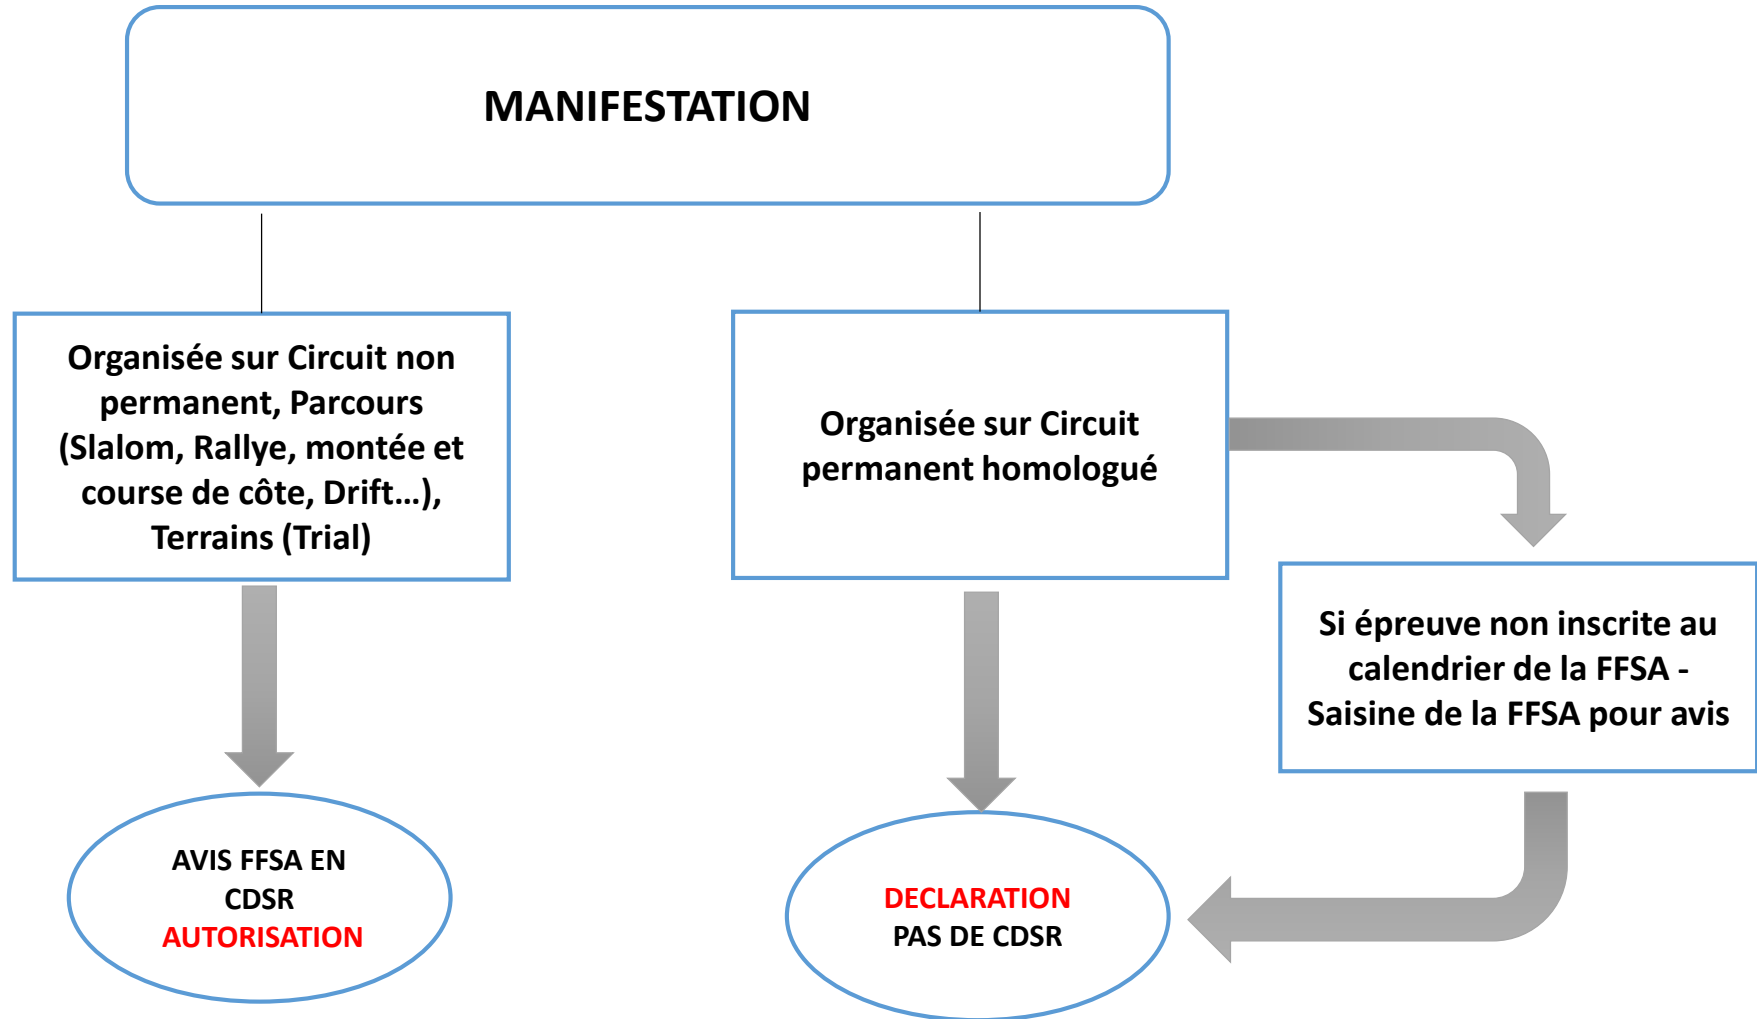 MANIFESTATION
Organisée sur Circuit non
permanent, Parcours
(Slalom, Rallye, montée et
course de côte, Drift…),
Terrains (Trial)
Organisée sur Circuit
permanent homologué
Si épreuve non inscrite au
calendrier de la FFSA -
Saisine de la FFSA pour avis
AVIS FFSA EN
CDSR
AUTORISATION
DECLARATION
PAS DE CDSR